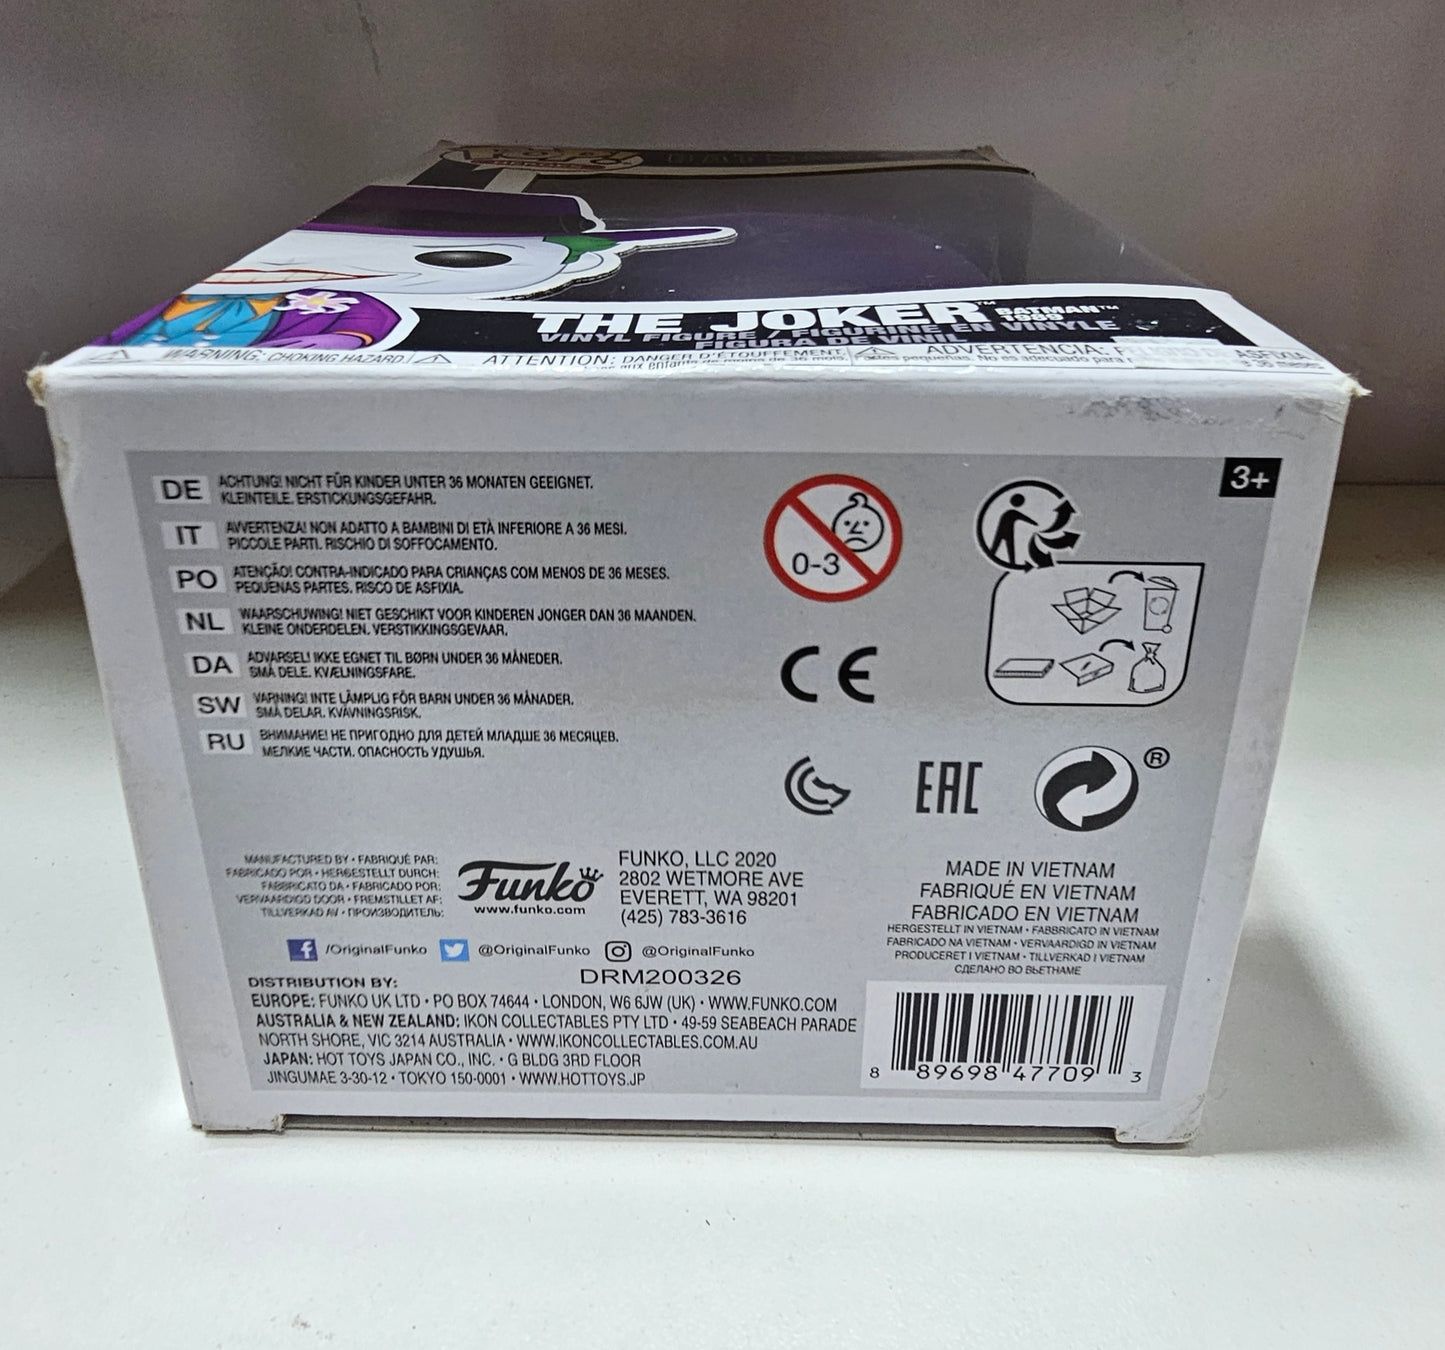 THE JOKER™ BATMAN™
1989
VINYL FIGURE / FIGURINE EN VINYLE
FIGURA DE VINIL
WARNING: CHOKING HAZARD
ATTENTION: DANGER D'ÉTOUFFEMENT
ADVERTENCIA:
pequeñas. No es adecuado para
ASFIXIA
3+
DE ACHTUNG! NICHT FÜR KINDER UNTER 36 MONATEN GEEIGNET.
KLEINTEILE. ERSTICKUNGSGEFAHR.
IT AVVERTENZA! NON ADATTO A BAMBINI DI ETÀ INFERIORE A 36 MESI.
PICCOLE PARTI. RISCHIO DI SOFFOCAMENTO.
PO ATENÇÃO! CONTRA-INDICADO PARA CRIANÇAS COM MENOS DE 36 MESES.
PEQUENAS PARTES. RISCO DE ASFIXIA.
NL WAARSCHUWING! NIET GESCHIKT VOOR KINDEREN JONGER DAN 36 MAANDEN.
KLEINE ONDERDELEN. VERSTIKKINGSGEVAAR.
DA ADVARSEL! IKKE EGNET TIL BØRN UNDER 36 MÅNEDER.
SMÅ DELE. KVÆLNINGSFARE.
SW VARNING! INTE LÄMPLIG FÖR BARN UNDER 36 MÅNADER.
SMÅ DELAR. KVÄVNINGSRISK.
RU ВНИМАНИЕ! НЕ ПРИГОДНО ДЛЯ ДЕТЕЙ МЛАДШЕ 36 МЕСЯЦЕВ.
МЕЛКИЕ ЧАСТИ. ОПАСНОСТЬ УДУШЬЯ.
0-3
CE
EAC
®
MANUFACTURED BY • FABRIQUÉ PAR:
FABRICADO POR • HERGESTELLT DURCH:
FABBRICATO DA • FABRICADO POR:
VERVAARDIGD DOOR • FREMSTILLET AF:
TILLVERKAD AV • ПРОИЗВОДИТЕЛЬ:
Funko
www.funko.com
FUNKO, LLC 2020
2802 WETMORE AVE
EVERETT, WA 98201
(425) 783-3616
/OriginalFunko @OriginalFunko @OriginalFunko
DRM200326
DISTRIBUTION BY:
EUROPE: FUNKO UK LTD • PO BOX 74644 • LONDON, W6 6JW (UK) • WWW.FUNKO.COM
AUSTRALIA & NEW ZEALAND: IKON COLLECTABLES PTY LTD • 49-59 SEABEACH PARADE
NORTH SHORE, VIC 3214 AUSTRALIA • WWW.IKONCOLLECTABLES.COM.AU
JAPAN: HOT TOYS JAPAN CO., INC. • G BLDG 3RD FLOOR
JINGUMAE 3-30-12 • TOKYO 150-0001 • WWW.HOTTOYS.JP
MADE IN VIETNAM
FABRIQUÉ EN VIETNAM
FABRICADO EN VIETNAM
HERGESTELLT IN VIETNAM • FABBRICATO IN VIETNAM
FABRICADO NA VIETNAM • VERVAARDIGD IN VIETNAM
PRODUCERET I VIETNAM • TILLVERKAD I VIETNAM
СДЕЛАНО ВО ВЬЕТНАМЕ
8 89698 47709 3